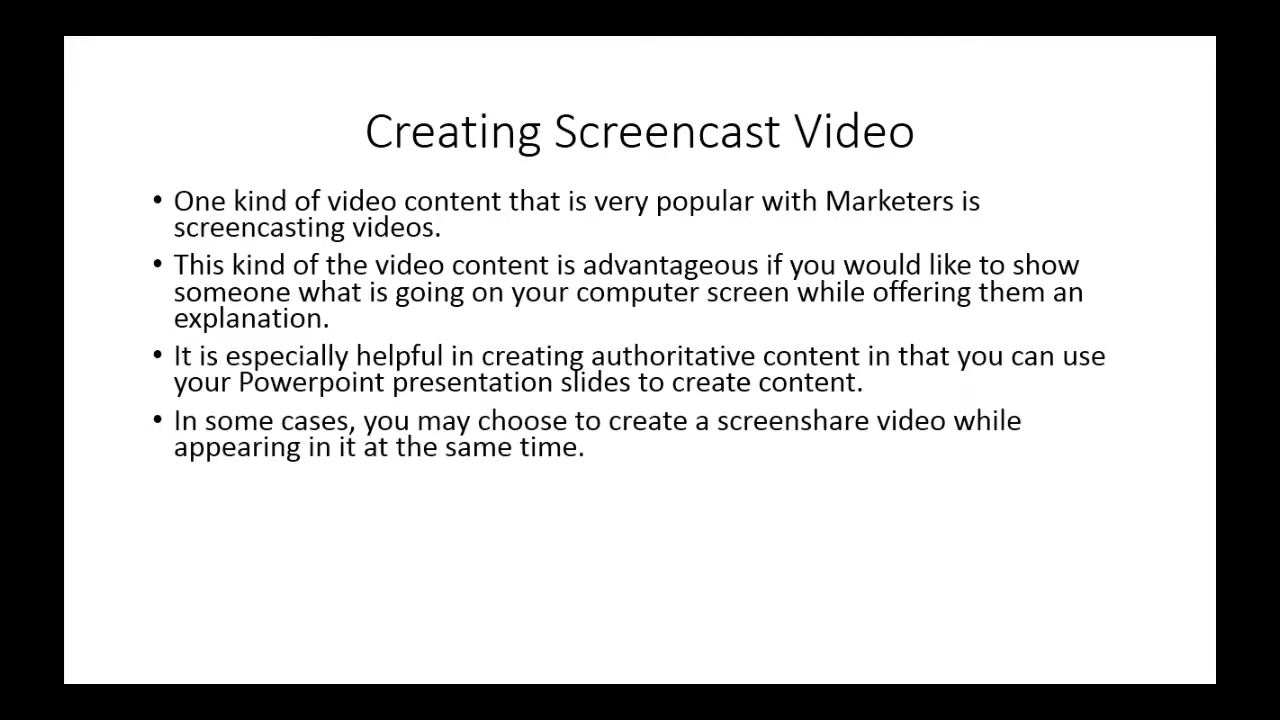 Creating Screencast Video
• One kind of video content that is very popular with Marketers is
screencasting videos.
• This kind of the video content is advantageous if you would like to show
someone what is going on your computer screen while offering them an
explanation.
• It is especially helpful in creating authoritative content in that you can use
your Powerpoint presentation slides to create content.
• In some cases, you may choose to create a screenshare video while
appearing in it at the same time.